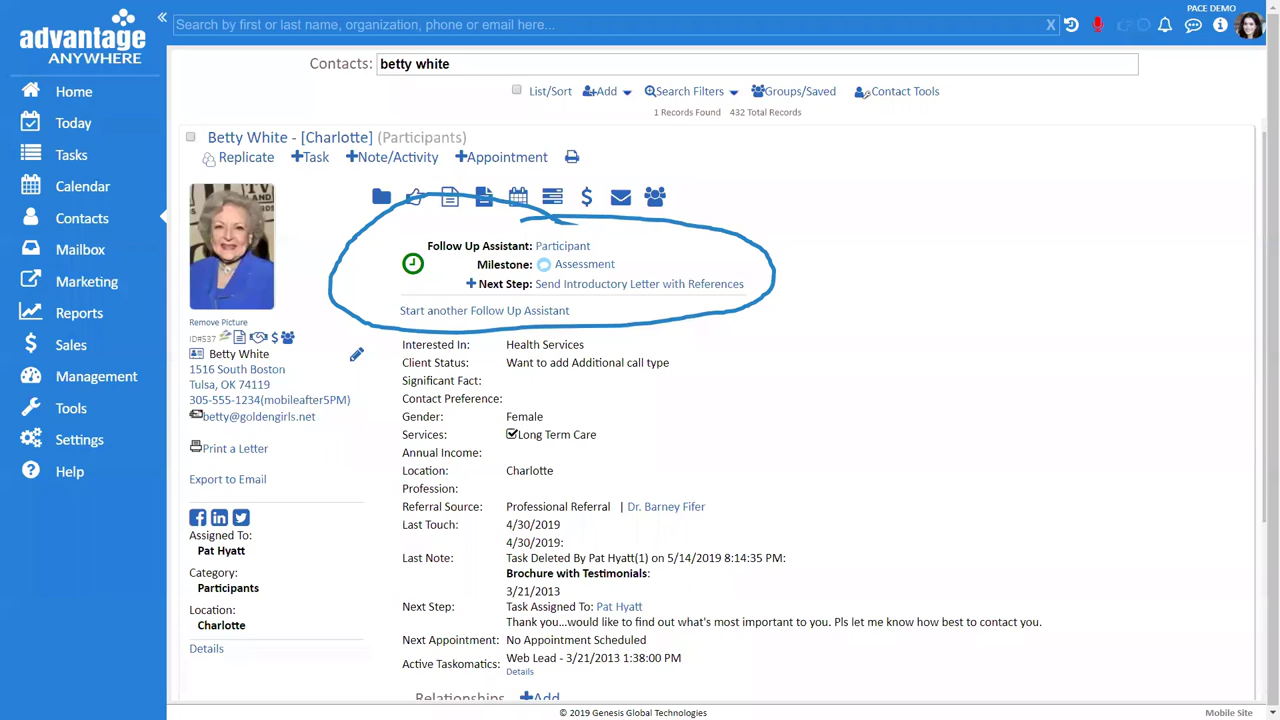 PACE DEMO
advantage
ANYWHERE
Search by first or last name, organization, phone or email here...
X
Home
Today
Tasks
Calendar
Contacts
Mailbox
Marketing
Reports
Sales
Management
Tools
Settings
Help
Contacts: betty white
List/Sort Add Search Filters Groups/Saved Contact Tools
1 Records Found 432 Total Records
Betty White - [Charlotte] (Participants)
Replicate +Task +Note/Activity +Appointment
TV
LAND
Remove Picture
ID#537
Betty White
1516 South Boston
Tulsa, OK 74119
305-555-1234(mobileafter5PM)
betty@goldengirls.net
Print a Letter
Export to Email
Assigned To:
Pat Hyatt
Category:
Participants
Location:
Charlotte
Details
Follow Up Assistant: Participant
Milestone: Assessment
+ Next Step: Send Introductory Letter with References
Start another Follow Up Assistant
Interested In: Health Services
Client Status: Want to add Additional call type
Significant Fact:
Contact Preference:
Gender: Female
Services: Long Term Care
Annual Income:
Location: Charlotte
Profession:
Referral Source: Professional Referral | Dr. Barney Fifer
Last Touch: 4/30/2019
4/30/2019:
Last Note: Task Deleted By Pat Hyatt(1) on 5/14/2019 8:14:35 PM:
Brochure with Testimonials:
3/21/2013
Next Step: Task Assigned To: Pat Hyatt
Thank you...would like to find out what's most important to you. Pls let me know how best to contact you.
Next Appointment: No Appointment Scheduled
Active Taskomatics: Web Lead - 3/21/2013 1:38:00 PM
Details
Relationships +Add
© 2019 Genesis Global Technologies
Mobile Site